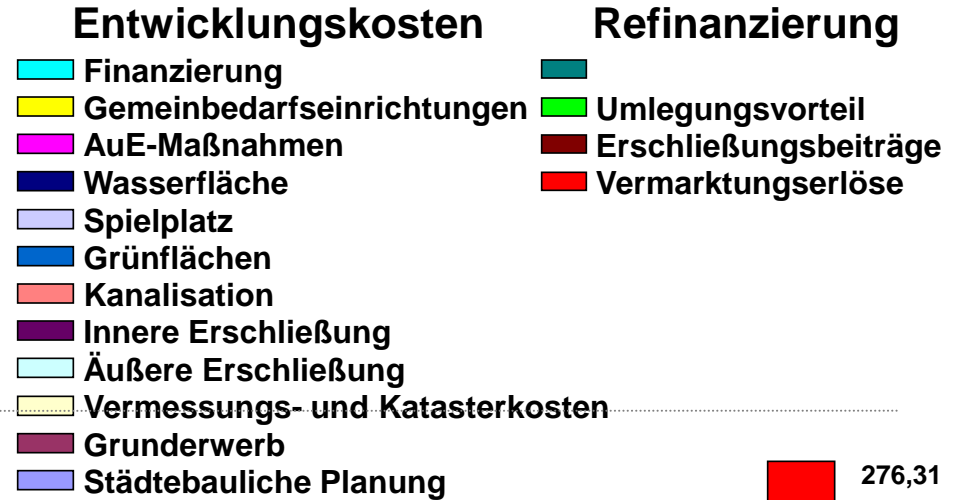 Entwicklungskosten
Finanzierung
Gemeinbedarfseinrichtungen
AuE-Maßnahmen
Wasserfläche
Spielplatz
Grünflächen
Kanalisation
Innere Erschließung
Äußere Erschließung
Vermessungs- und Katasterkosten
Grunderwerb
Städtebauliche Planung
Refinanzierung
Umlegungsvorteil
Erschließungsbeiträge
Vermarktungserlöse
276,31